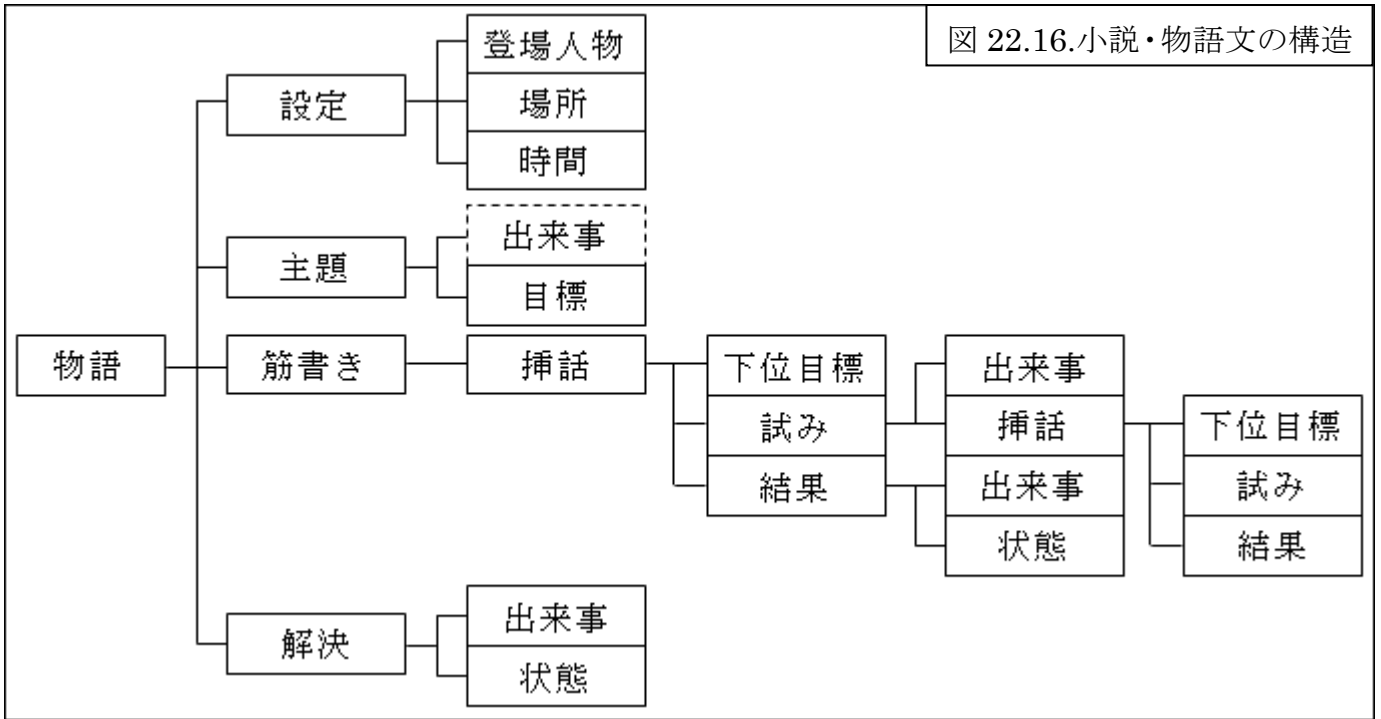 図 22.16.小説・物語文の構造
物語
設定
登場人物
場所
時間
主題
出来事
目標
筋書き
挿話
下位目標
試み
結果
出来事
挿話
出来事
状態
下位目標
試み
結果
解決
出来事
状態